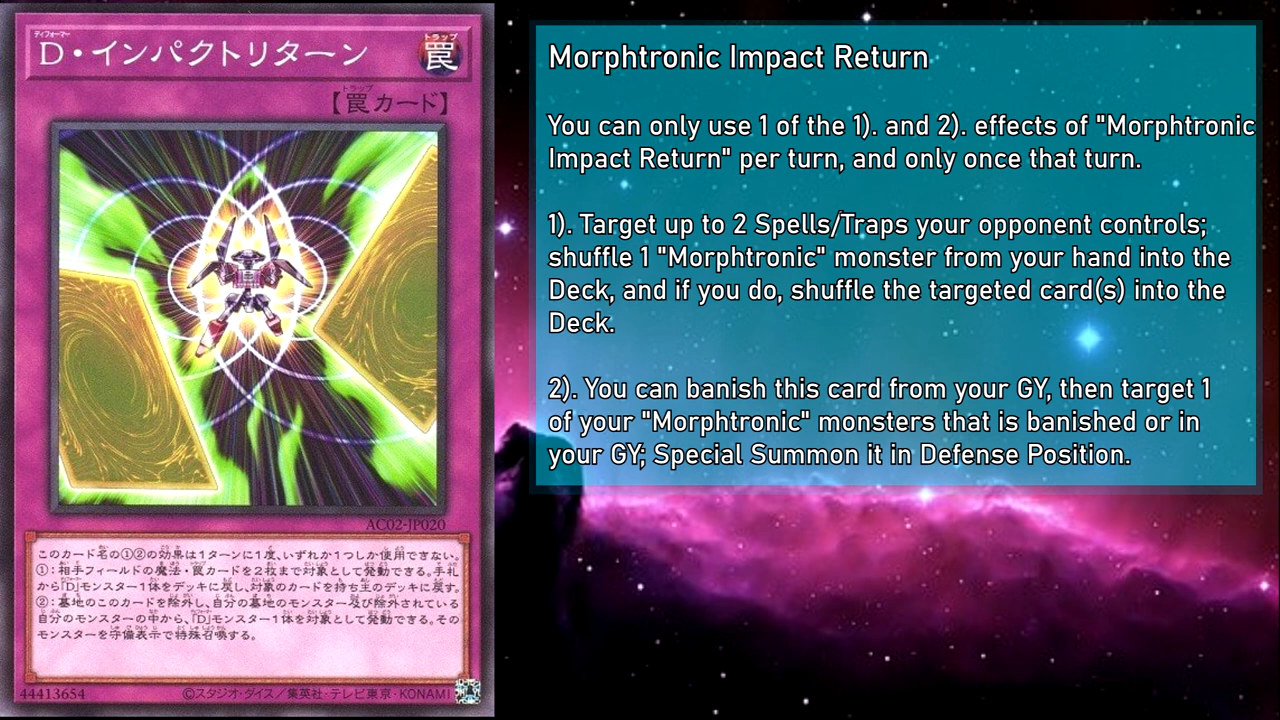 ディフォーマー
D・インパクトリターン
トラップ
罠
トラップ
【罠カード】
AC02-JP020
このカード名の①②の効果は1ターンに1度、いずれか1つしか使用できない。
①:相手フィールドの魔法・罠カードを2枚まで対象として発動できる。手札
から「D」モンスター1体をデッキに戻し、対象のカードを持ち主のデッキに戻す。
②:墓地のこのカードを除外し、自分の墓地のモンスター及び除外されている
自分のモンスターの中から、「D」モンスター1体を対象として発動できる。その
モンスターを守備表示で特殊召喚する。
44413654
©スタジオ・ダイス/集英社・テレビ東京・KONAMI
Morphtronic Impact Return
You can only use 1 of the 1). and 2). effects of "Morphtronic
Impact Return" per turn, and only once that turn.
1). Target up to 2 Spells/Traps your opponent controls;
shuffle 1 "Morphtronic" monster from your hand into the
Deck, and if you do, shuffle the targeted card(s) into the
Deck.
2). You can banish this card from your GY, then target 1
of your "Morphtronic" monsters that is banished or in
your GY; Special Summon it in Defense Position.